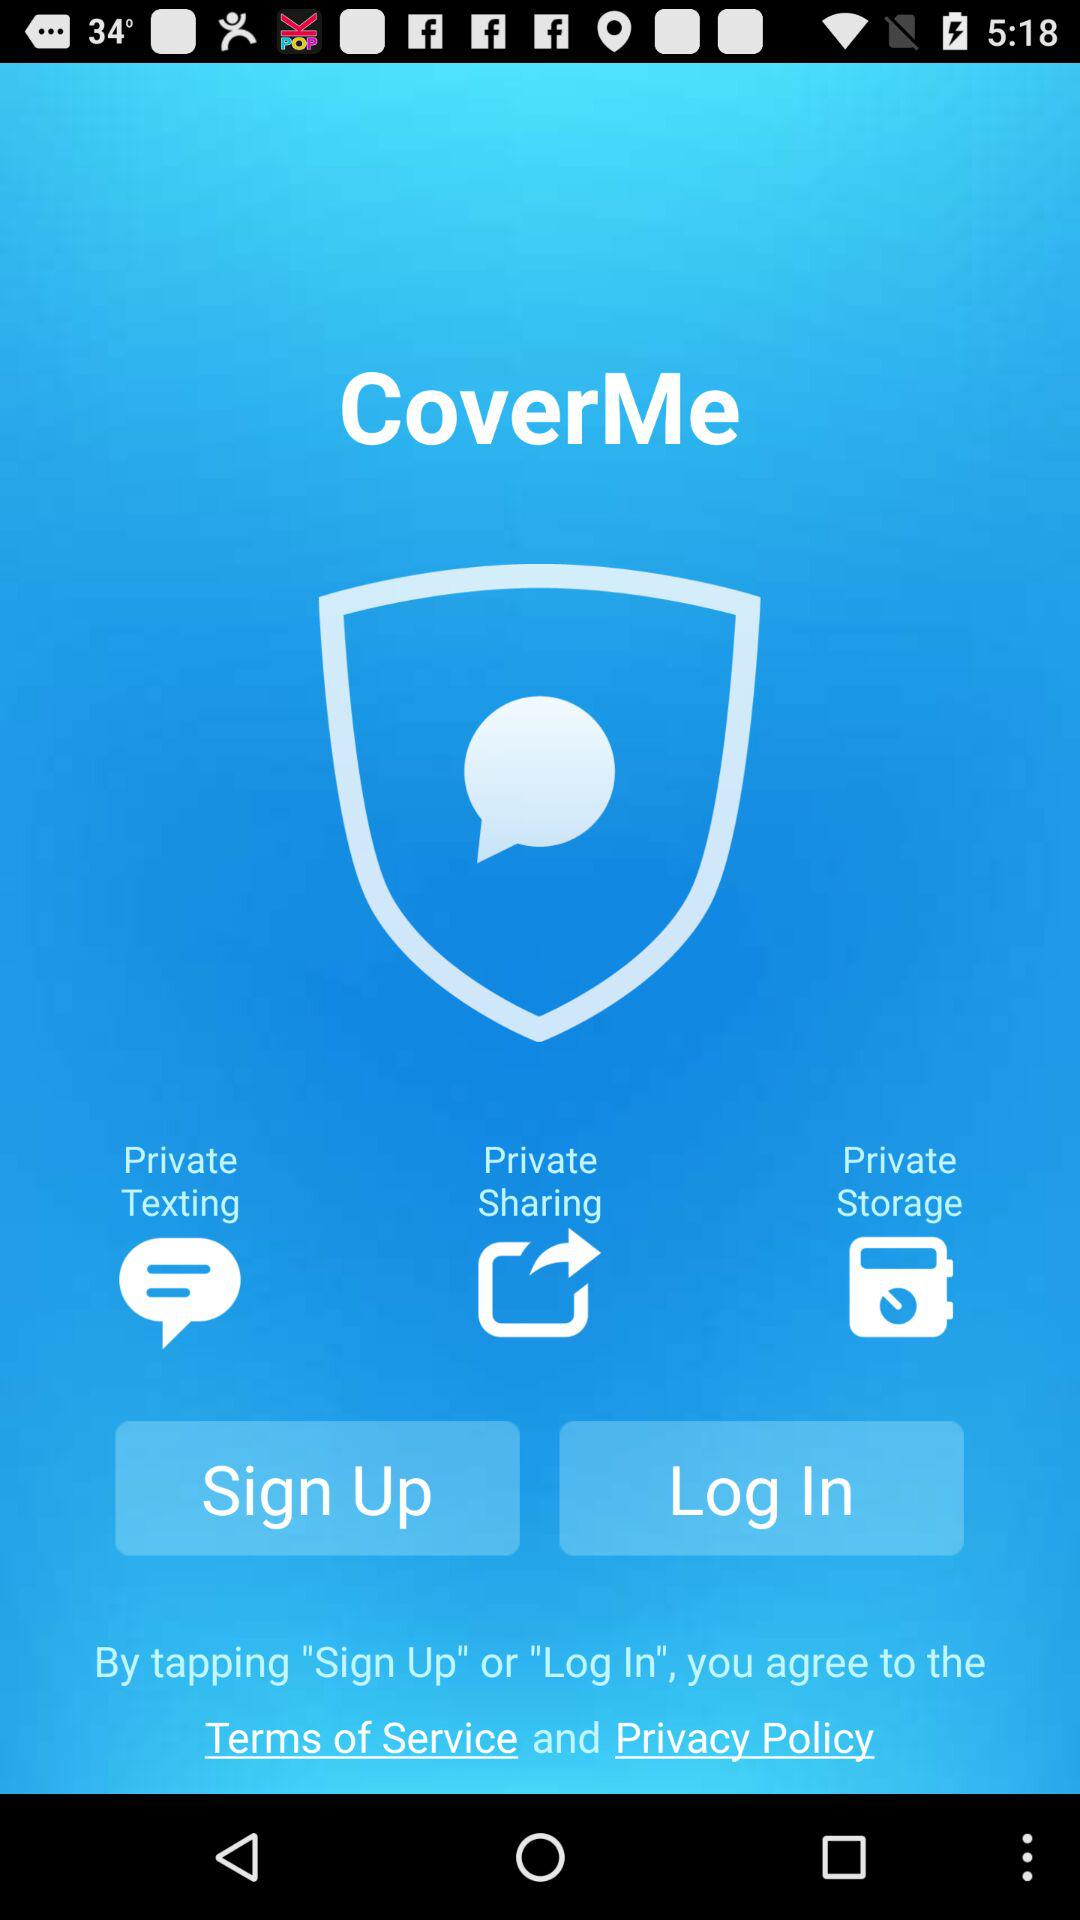 34°
KPOP
5:18
CoverMe
Private
Texting
Private
Sharing
Private
Storage
Sign Up
Log In
By tapping "Sign Up" or "Log In", you agree to the
Terms of Service and Privacy Policy